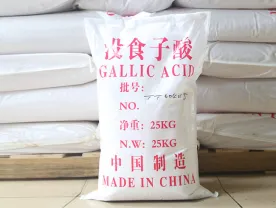 没食子酸
GALLIC ACID
批号:
NO.
净重: 25KG
N.W: 25KG
中国制造
MADE IN CHINA